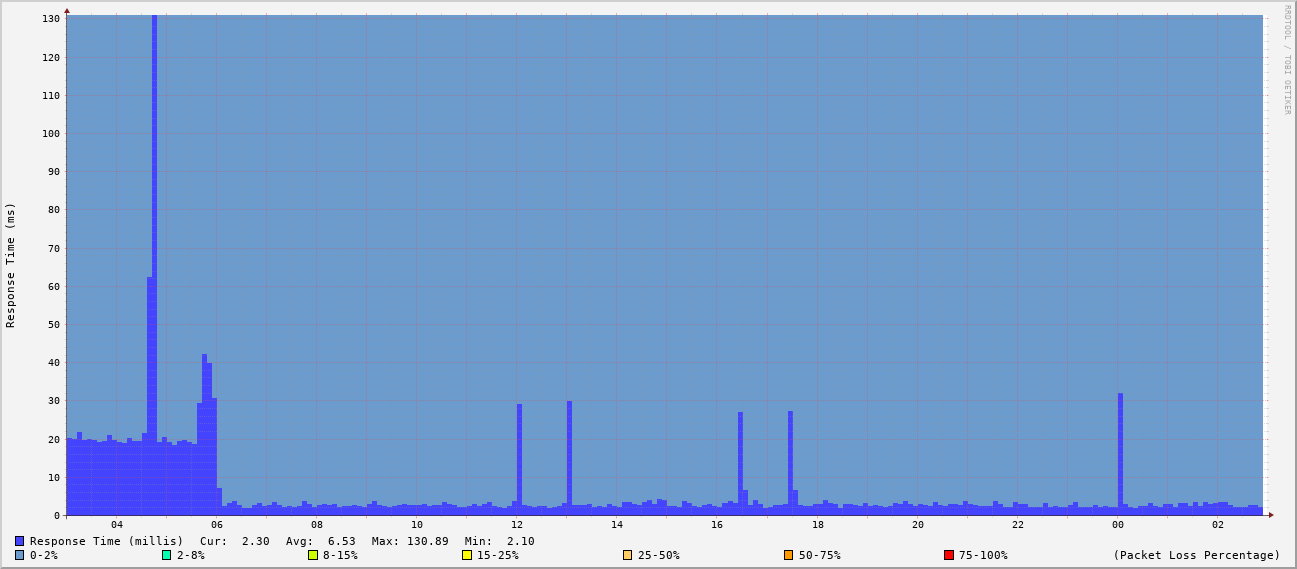 RRDTOOL / TOBI OETIKER
Response Time (ms)
130
120
110
100
90
80
70
60
50
40
30
20
10
0
04 06 08 10 12 14 16 18 20 22 00 02
Response Time (millis) Cur: 2.30 Avg: 6.53 Max: 130.89 Min: 2.10
0-2% 2-8% 8-15% 15-25% 25-50% 50-75% 75-100% (Packet Loss Percentage)